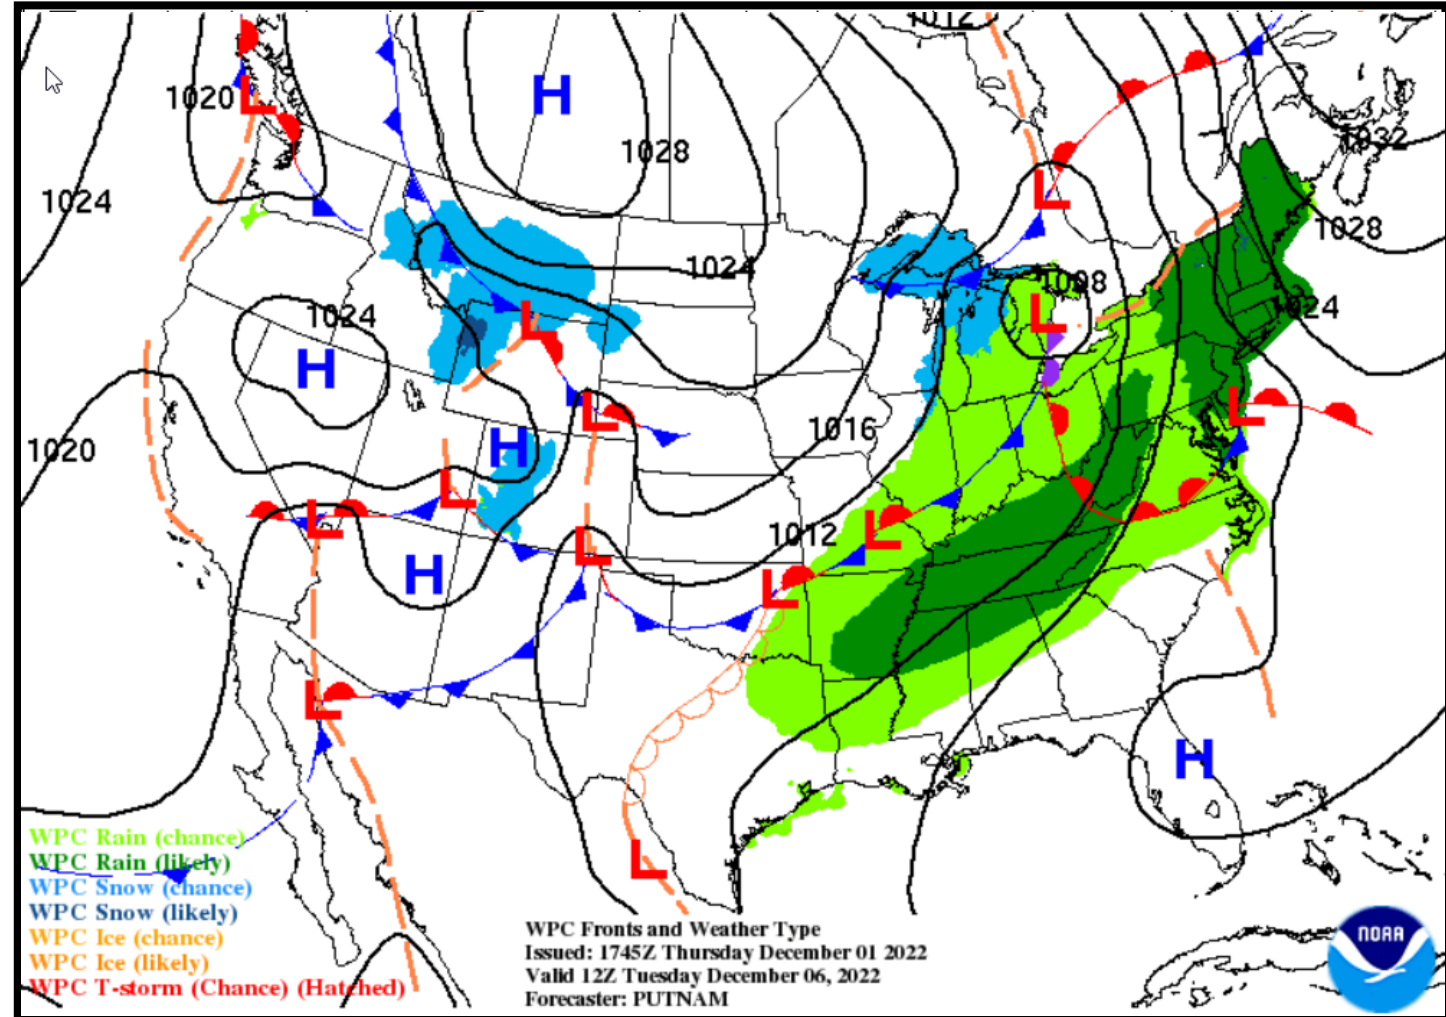 1012
1020
H
L
1028
1032
1024
L
1028
1024
1008
1024
1024
L
L
H
L
L
1020
1016
H
L
L
1012
L
L
H
L
L
H
L
WPC Rain (chance)
WPC Rain (likely)
WPC Snow (chance)
WPC Snow (likely)
WPC Ice (chance)
WPC Ice (likely)
WPC T-storm (Chance) (Hatched)
WPC Fronts and Weather Type
Issued: 1745Z Thursday December 01 2022
Valid 12Z Tuesday December 06, 2022
Forecaster: PUTNAM
NOAA